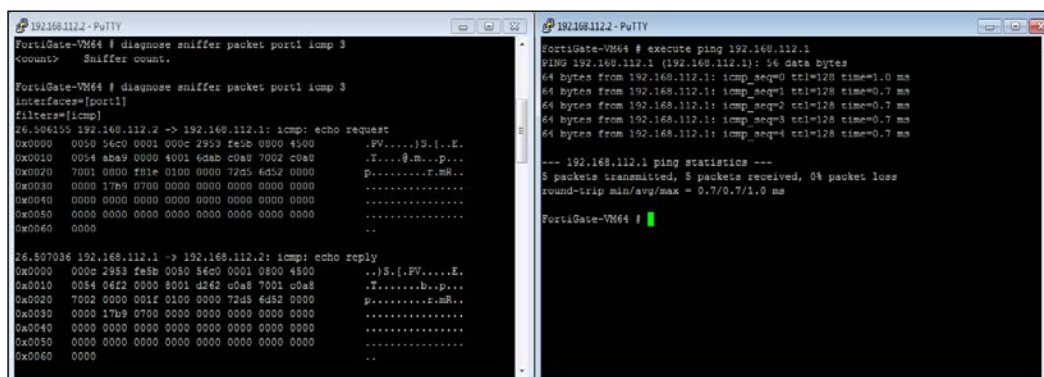 192.168.112.2 - PuTTY
FortiGate-VM64 # diagnose sniffer packet port1 icmp 3
<count>    Sniffer count.
FortiGate-VM64 # diagnose sniffer packet port1 icmp 3
interfaces=[port1]
filters=[icmp]
26.506155 192.168.112.2 -> 192.168.112.1: icmp: echo request
0x0000   0050 56c0 0001 000c 2953 fe5b 0800 4500        .PV.....)S.[..E.
0x0010   0054 aba9 0000 4001 6dab c0a8 7002 c0a8        .T....@.m...p...
0x0020   7001 0800 f81e 0100 0000 72d5 6d52 0000        p.........r.mR..
0x0030   0000 17b9 0700 0000 0000 0000 0000 0000        ................
0x0040   0000 0000 0000 0000 0000 0000 0000 0000        ................
0x0050   0000 0000 0000 0000 0000 0000 0000 0000        ................
0x0060   0000                                           ..
26.507036 192.168.112.1 -> 192.168.112.2: icmp: echo reply
0x0000   000c 2953 fe5b 0050 56c0 0001 0800 4500        ..)S.[.PV.....E.
0x0010   0054 06f2 0000 8001 d262 c0a8 7001 c0a8        .T.......b..p...
0x0020   7002 0000 001f 0100 0000 72d5 6d52 0000        p.........r.mR..
0x0030   0000 17b9 0700 0000 0000 0000 0000 0000        ................
0x0040   0000 0000 0000 0000 0000 0000 0000 0000        ................
0x0050   0000 0000 0000 0000 0000 0000 0000 0000        ................
0x0060   0000                                           ..
192.168.112.2 - PuTTY
FortiGate-VM64 # execute ping 192.168.112.1
PING 192.168.112.1 (192.168.112.1): 56 data bytes
64 bytes from 192.168.112.1: icmp_seq=0 ttl=128 time=1.0 ms
64 bytes from 192.168.112.1: icmp_seq=1 ttl=128 time=0.7 ms
64 bytes from 192.168.112.1: icmp_seq=2 ttl=128 time=0.7 ms
64 bytes from 192.168.112.1: icmp_seq=3 ttl=128 time=0.7 ms
64 bytes from 192.168.112.1: icmp_seq=4 ttl=128 time=0.7 ms
--- 192.168.112.1 ping statistics ---
5 packets transmitted, 5 packets received, 0% packet loss
round-trip min/avg/max = 0.7/0.7/1.0 ms
FortiGate-VM64 #